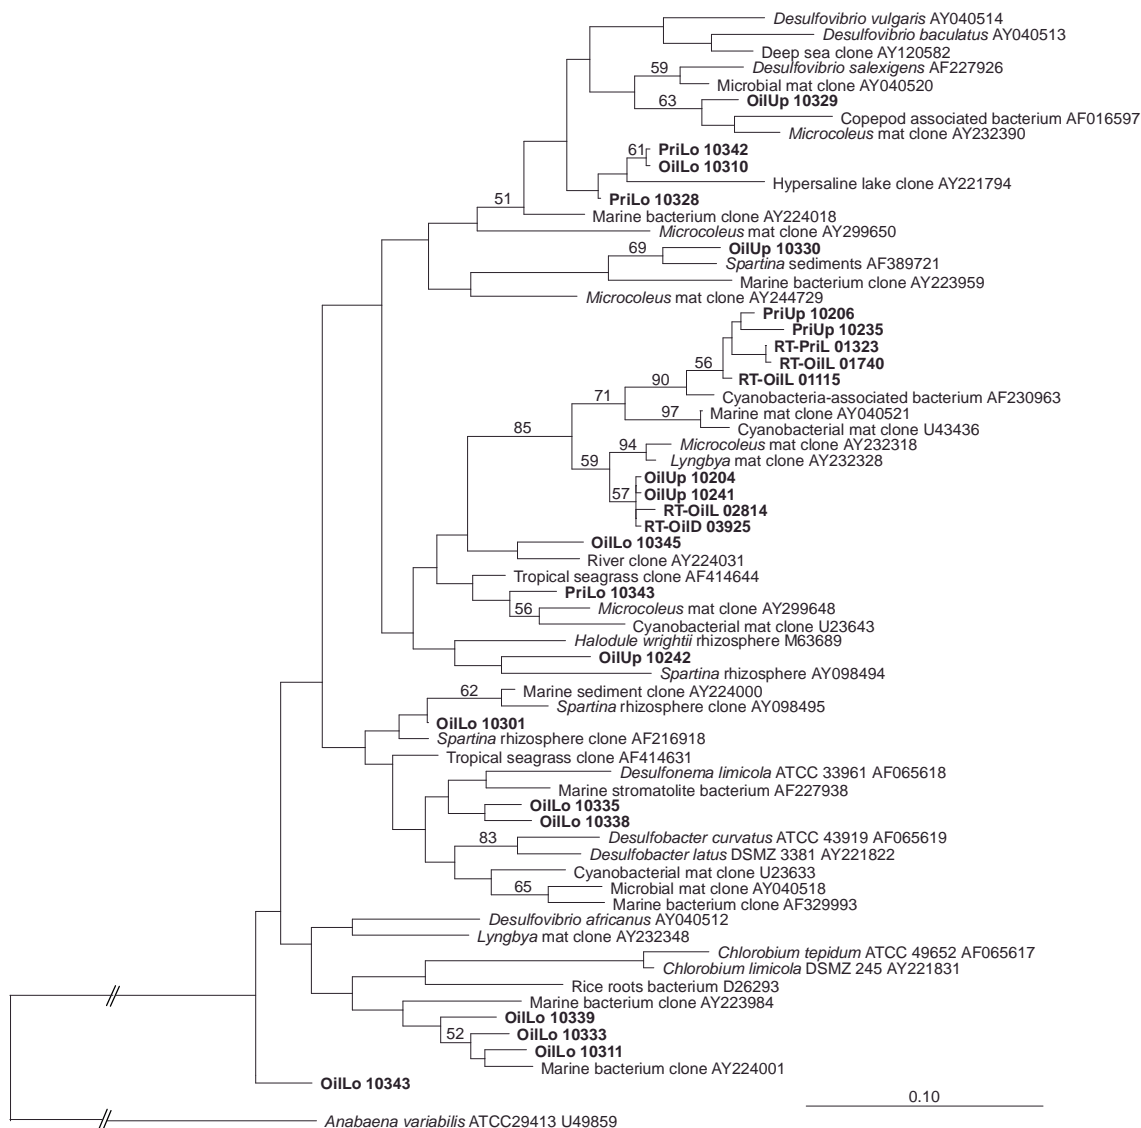 Desulfovibrio vulgaris AY040514
Desulfovibrio baculatus AY040513
Deep sea clone AY120582
59
Desulfovibrio salexigens AF227926
Microbial mat clone AY040520
63
OilUp 10329
Copepod associated bacterium AF016597
Microcoleus mat clone AY232390
61
PriLo 10342
OilLo 10310
Hypersaline lake clone AY221794
PriLo 10328
51
Marine bacterium clone AY224018
Microcoleus mat clone AY299650
69
OilUp 10330
Spartina sediments AF389721
Marine bacterium clone AY223959
Microcoleus mat clone AY244729
PriUp 10206
PriUp 10235
RT-PriL 01323
RT-OilL 01740
56
RT-OilL 01115
90
Cyanobacteria-associated bacterium AF230963
71
97
Marine mat clone AY040521
Cyanobacterial mat clone U43436
85
94
Microcoleus mat clone AY232318
59
Lyngbya mat clone AY232328
OilUp 10204
57
OilUp 10241
RT-OilL 02814
RT-OilD 03925
OilLo 10345
River clone AY224031
Tropical seagrass clone AF414644
PriLo 10343
56
Microcoleus mat clone AY299648
Cyanobacterial mat clone U23643
Halodule wrightii rhizosphere M63689
OilUp 10242
Spartina rhizosphere AY098494
62
Marine sediment clone AY224000
Spartina rhizosphere clone AY098495
OilLo 10301
Spartina rhizosphere clone AF216918
Tropical seagrass clone AF414631
Desulfonema limicola ATCC 33961 AF065618
Marine stromatolite bacterium AF227938
OilLo 10335
OilLo 10338
83
Desulfobacter curvatus ATCC 43919 AF065619
Desulfobacter latus DSMZ 3381 AY221822
Cyanobacterial mat clone U23633
65
Microbial mat clone AY040518
Marine bacterium clone AF329993
Desulfovibrio africanus AY040512
Lyngbya mat clone AY232348
Chlorobium tepidum ATCC 49652 AF065617
Chlorobium limicola DSMZ 245 AY221831
Rice roots bacterium D26293
Marine bacterium clone AY223984
OilLo 10339
52
OilLo 10333
OilLo 10311
Marine bacterium clone AY224001
OilLo 10343
0.10
Anabaena variabilis ATCC29413 U49859